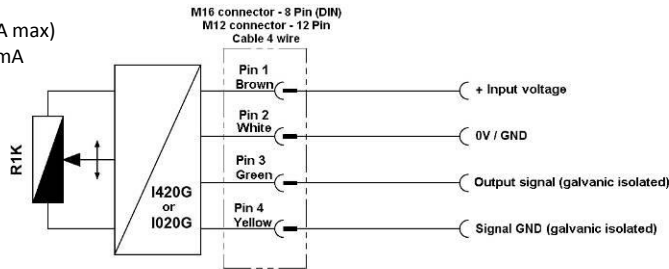 M16 connector - 8 Pin (DIN)
M12 connector - 12 Pin
Cable 4 wire
A max)
mA
Pin 1
Brown
+ Input voltage
Pin 2
White
0V / GND
R1K
Pin 3
Green
Output signal (galvanic isolated)
I420G
or
I020G
Pin 4
Yellow
Signal GND (galvanic isolated)